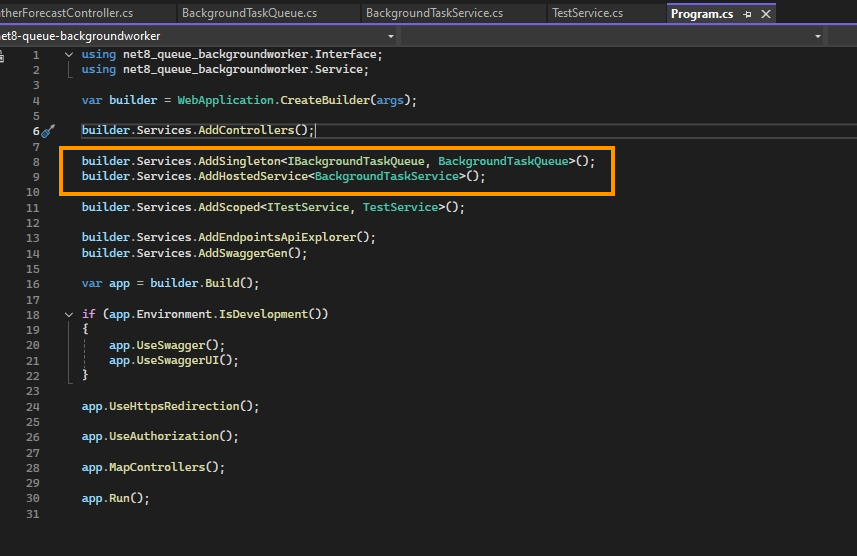 therForecastController.cs BackgroundTaskQueue.cs BackgroundTaskService.cs TestService.cs Program.cs
net8-queue-backgroundworker
1 using net8_queue_backgroundworker.Interface;
2 using net8_queue_backgroundworker.Service;
3
4 var builder = WebApplication.CreateBuilder(args);
5
6 builder.Services.AddControllers();
7
8 builder.Services.AddSingleton<IBackgroundTaskQueue, BackgroundTaskQueue>();
9 builder.Services.AddHostedService<BackgroundTaskService>();
10
11 builder.Services.AddScoped<ITestService, TestService>();
12
13 builder.Services.AddEndpointsApiExplorer();
14 builder.Services.AddSwaggerGen();
15
16 var app = builder.Build();
17
18 if (app.Environment.IsDevelopment())
19 {
20 app.UseSwagger();
21 app.UseSwaggerUI();
22 }
23
24 app.UseHttpsRedirection();
25
26 app.UseAuthorization();
27
28 app.MapControllers();
29
30 app.Run();
31